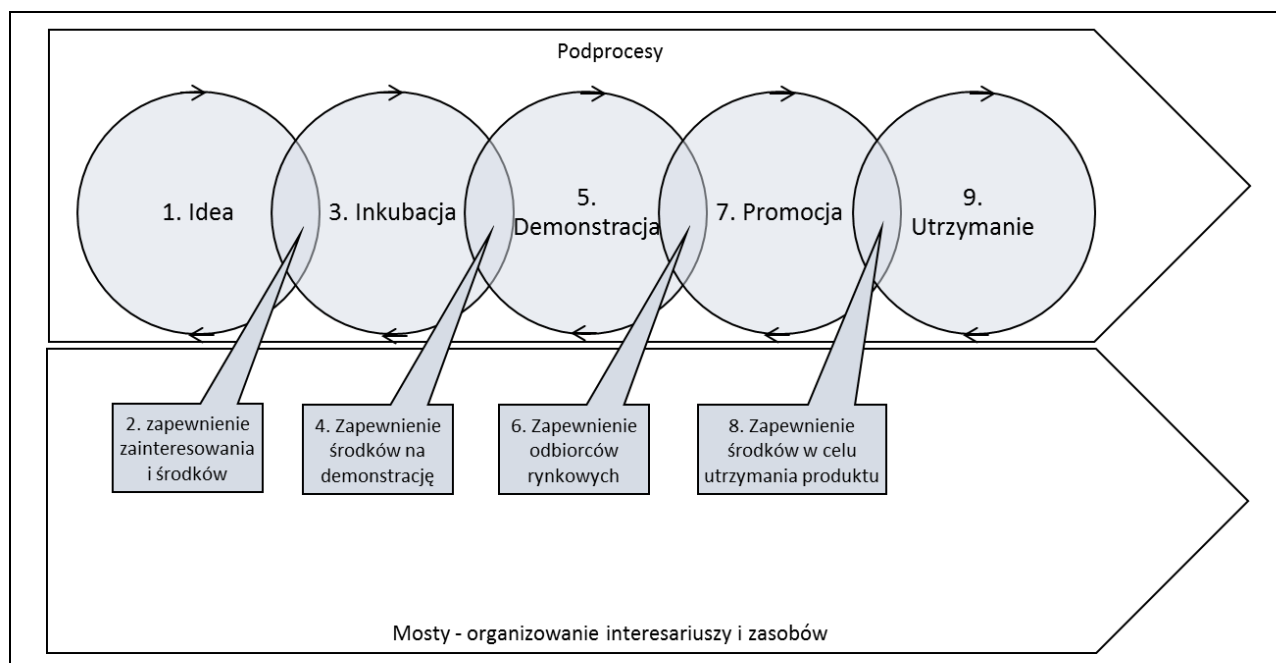 Podprocesy
1. Idea
3. Inkubacja
5.
Demonstracja
7. Promocja
9.
Utrzymanie
2. zapewnienie
zainteresowania
i środków
4. Zapewnienie
środków na
demonstrację
6. Zapewnienie
odbiorców
rynkowych
8. Zapewnienie
środków w celu
utrzymania produktu
Mosty - organizowanie interesariuszy i zasobów